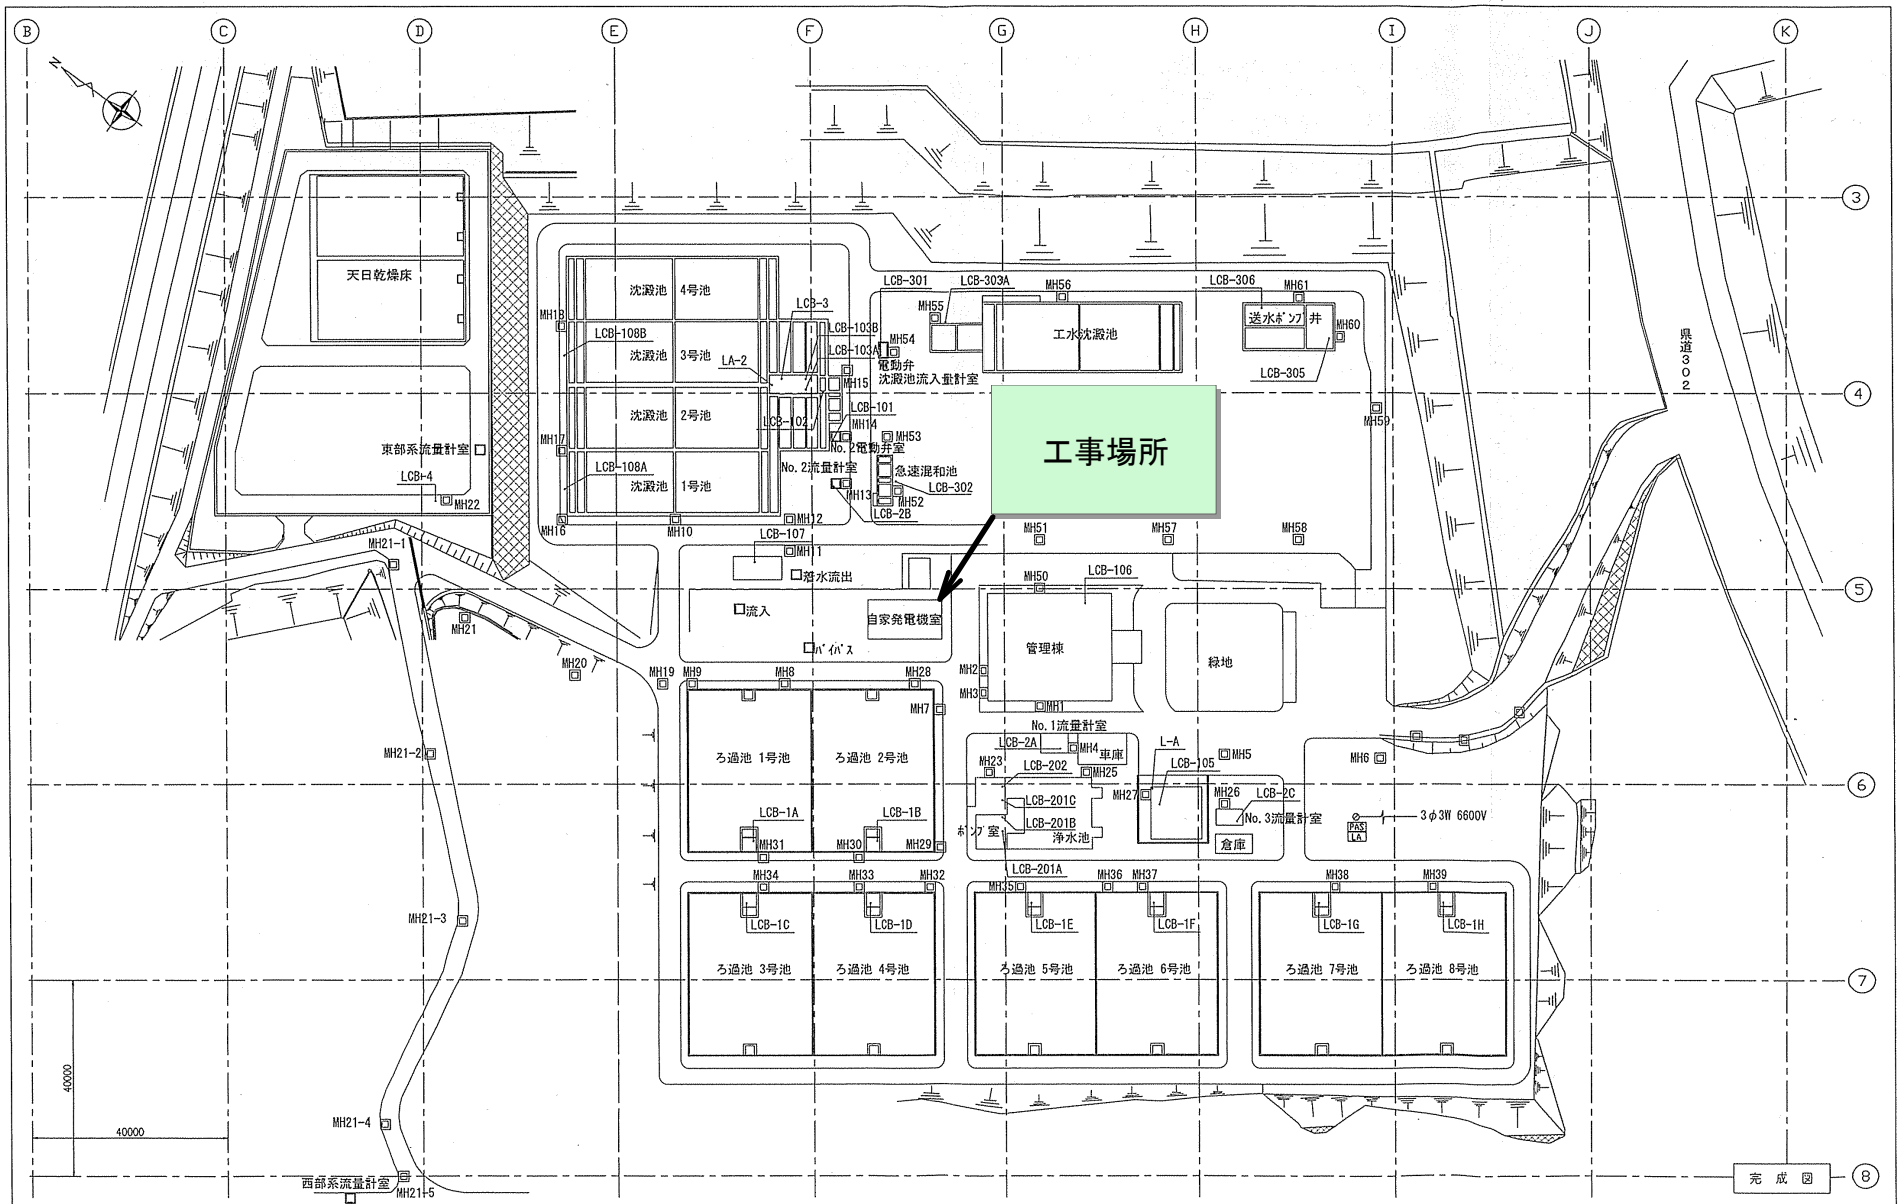 B
C
D
E
F
G
H
I
J
K
N
3
4
5
6
7
8
天日乾燥床
沈澱池 4号池
沈澱池 3号池
沈澱池 2号池
沈澱池 1号池
LCB-3
LCB-103B
LCB-103A
LA-2
LCB-102
LCB-101
LCB-108B
LCB-108A
MH18
MH17
MH16
MH10
MH12
MH15
MH14
MH13
No.2電動弁室
No.2流量計室
LCB-2B
LCB-301
LCB-303A
MH55
MH54
電動弁
沈澱池流入量計室
MH56
工水沈澱池
LCB-306
MH61
送水ポンプ井
MH60
LCB-305
MH59
県道302
MH53
急速混和池
LCB-302
MH52
工事場所
東部系流量計室
LCB-4
MH22
MH21-1
MH21
MH20
MH19
LCB-107
MH11
着水流出
流入
バイパス
自家発電機室
MH51
MH57
MH58
MH50
LCB-106
管理棟
緑地
MH2
MH3
MH1
MH9
MH8
MH28
MH7
No.1流量計室
LCB-2A
MH4
車庫
MH23
LCB-202
MH25
LCB-201C
LCB-201B
ポンプ室
浄水池
LCB-201A
L-A
LCB-105
MH27
MH5
MH26
LCB-2C
No.3流量計室
倉庫
MH6
3φ3W 6600V
PAS
LA
MH21-2
ろ過池 1号池
ろ過池 2号池
LCB-1A
LCB-1B
MH31
MH30
MH29
MH34
MH33
MH32
MH35
MH36
MH37
MH38
MH39
MH21-3
LCB-1C
LCB-1D
LCB-1E
LCB-1F
LCB-1G
LCB-1H
ろ過池 3号池
ろ過池 4号池
ろ過池 5号池
ろ過池 6号池
ろ過池 7号池
ろ過池 8号池
40000
40000
MH21-4
西部系流量計室
MH21-5
完成図